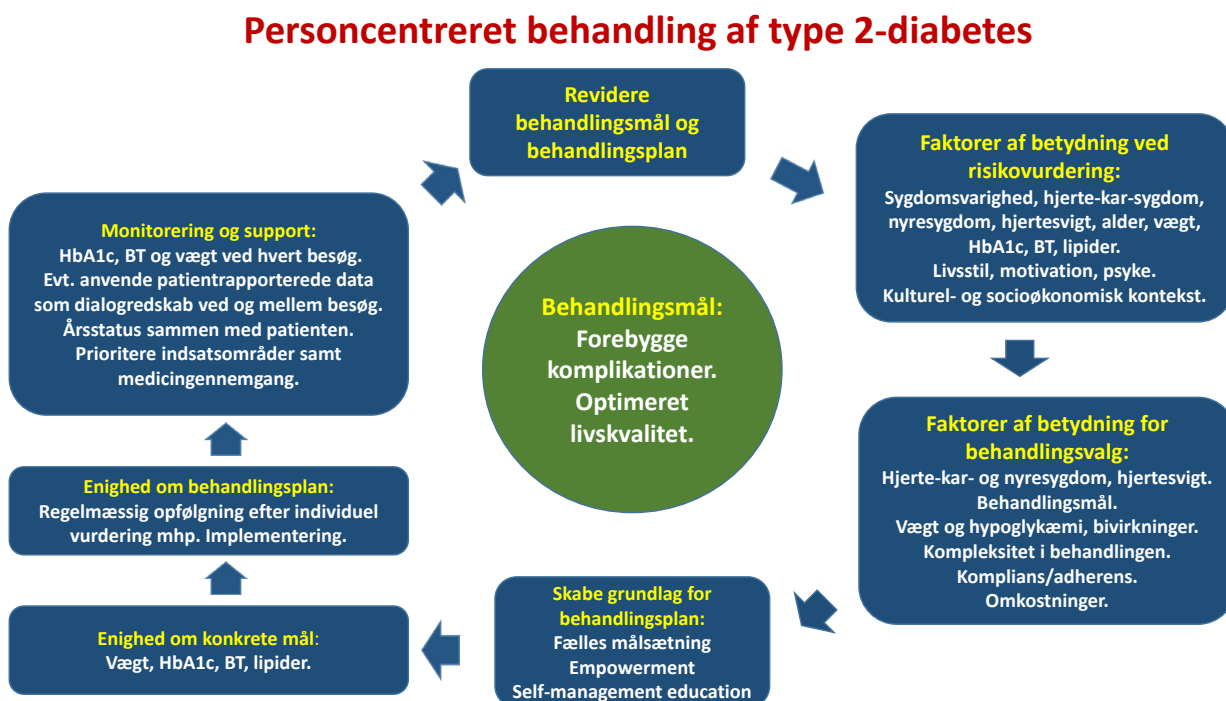 Personcentreret behandling af type 2-diabetes
Revidere
behandlingsmål og
behandlingsplan
Faktorer af betydning ved
risikovurdering:
Sygdomsvarighed, hjerte-kar-sygdom,
nyresygdom, hjertesvigt, alder, vægt,
HbA1c, BT, lipider.
Livsstil, motivation, psyke.
Kulturel- og socioøkonomisk kontekst.
Faktorer af betydning for
behandlingsvalg:
Hjerte-kar- og nyresygdom, hjertesvigt.
Behandlingsmål.
Vægt og hypoglykæmi, bivirkninger.
Kompleksitet i behandlingen.
Komplians/adherens.
Omkostninger.
Skabe grundlag for
behandlingsplan:
Fælles målsætning
Empowerment
Self-management education
Enighed om konkrete mål:
Vægt, HbA1c, BT, lipider.
Enighed om behandlingsplan:
Regelmæssig opfølgning efter individuel
vurdering mhp. Implementering.
Monitorering og support:
HbA1c, BT og vægt ved hvert besøg.
Evt. anvende patientrapporterede data
som dialogredskab ved og mellem besøg.
Årsstatus sammen med patienten.
Prioritere indsatsområder samt
medicingennemgang.
Behandlingsmål:
Forebygge
komplikationer.
Optimeret
livskvalitet.